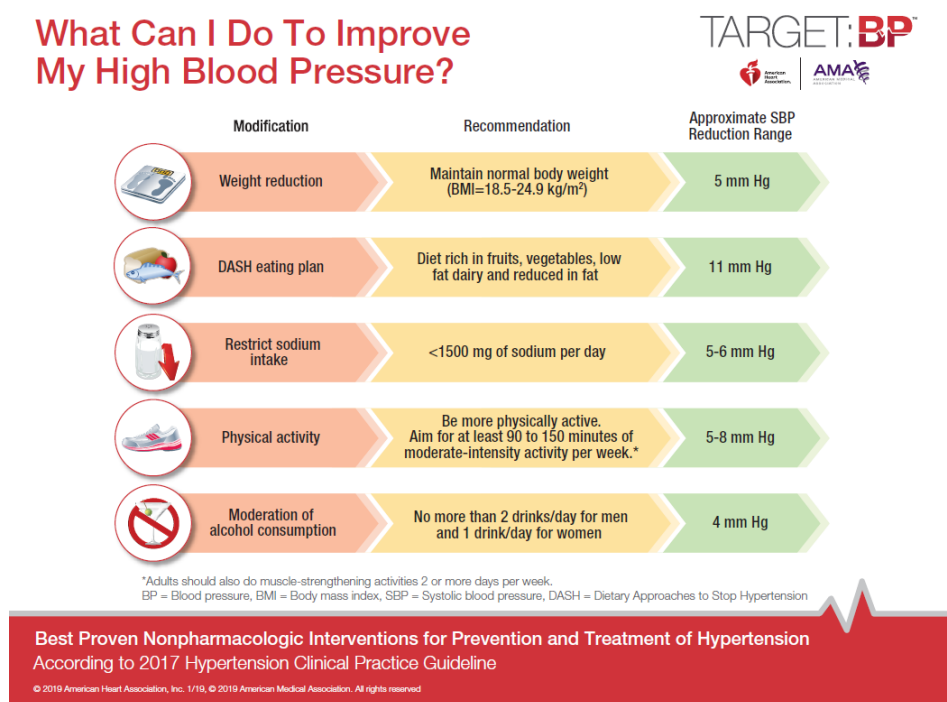 What Can I Do To Improve
My High Blood Pressure?
TARGET:BP™
American
Heart
Association.
AMA
AMERICAN MEDICAL
ASSOCIATION
Modification
Recommendation
Approximate SBP
Reduction Range
Weight reduction
Maintain normal body weight
(BMI=18.5-24.9 kg/m²)
5 mm Hg
DASH eating plan
Diet rich in fruits, vegetables, low
fat dairy and reduced in fat
11 mm Hg
Restrict sodium
intake
<1500 mg of sodium per day
5-6 mm Hg
Physical activity
Be more physically active.
Aim for at least 90 to 150 minutes of
moderate-intensity activity per week.*
5-8 mm Hg
Moderation of
alcohol consumption
No more than 2 drinks/day for men
and 1 drink/day for women
4 mm Hg
*Adults should also do muscle-strengthening activities 2 or more days per week.
BP = Blood pressure, BMI = Body mass index, SBP = Systolic blood pressure, DASH = Dietary Approaches to Stop Hypertension
Best Proven Nonpharmacologic Interventions for Prevention and Treatment of Hypertension
According to 2017 Hypertension Clinical Practice Guideline
© 2019 American Heart Association, Inc. 1/19, © 2019 American Medical Association. All rights reserved